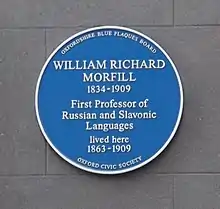 OXFORDSHIRE BLUE PLAQUES BOARD
WILLIAM RICHARD
MORFILL
1834-1909
First Professor of
Russian and Slavonic
Languages
lived here
1863-1909
OXFORD CIVIC SOCIETY